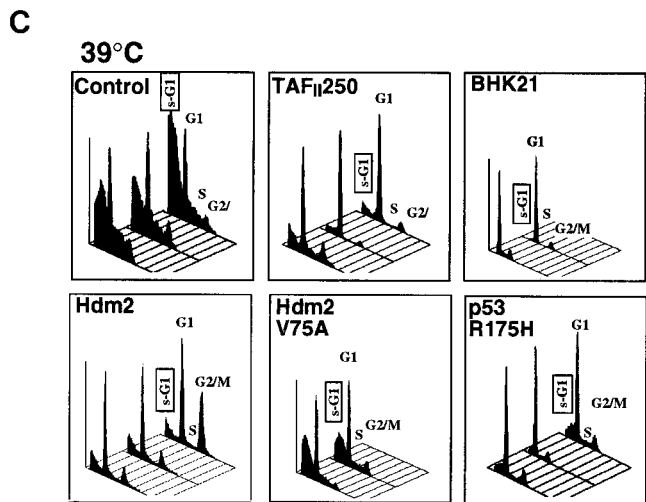 C
39°C
Control
s-G1
G1
S
G2/
TAFII250
G1
s-G1
S
G2/
BHK21
G1
s-G1
S
G2/M
Hdm2
G1
s-G1
G2/M
S
Hdm2
V75A
G1
s-G1
G2/M
S
p53
R175H
G1
s-G1
G2/M
S